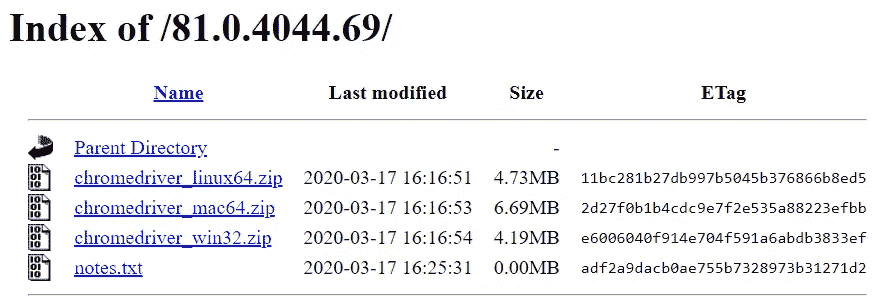 Index of /81.0.4044.69/
Name Last modified Size ETag
Parent Directory -
chromedriver_linux64.zip 2020-03-17 16:16:51 4.73MB 11bc281b27db997b5045b376866b8ed5
chromedriver_mac64.zip 2020-03-17 16:16:53 6.69MB 2d27f0b1b4cdc9e7f2e535a88223efbb
chromedriver_win32.zip 2020-03-17 16:16:54 4.19MB e6006040f914e704f591a6abdb3833ef
notes.txt 2020-03-17 16:25:31 0.00MB adf2a9dacb0ae755b7328973b31271d2